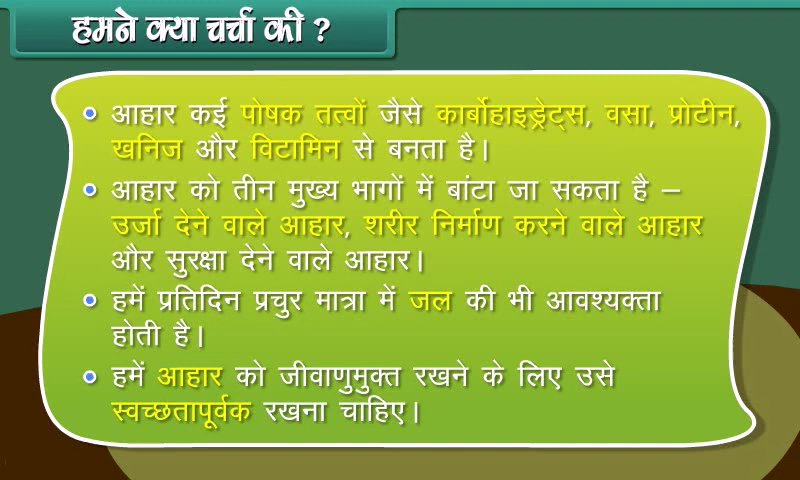 हमने क्या चर्चा की ?
• आहार कई पोषक तत्वों जैसे कार्बोहाइड्रेट्स, वसा, प्रोटीन,
खनिज और विटामिन से बनता है।
• आहार को तीन मुख्य भागों में बांटा जा सकता है –
उर्जा देने वाले आहार, शरीर निर्माण करने वाले आहार
और सुरक्षा देने वाले आहार।
• हमें प्रतिदिन प्रचुर मात्रा में जल की भी आवश्यक्ता
होती है।
• हमें आहार को जीवाणुमुक्त रखने के लिए उसे
स्वच्छतापूर्वक रखना चाहिए।